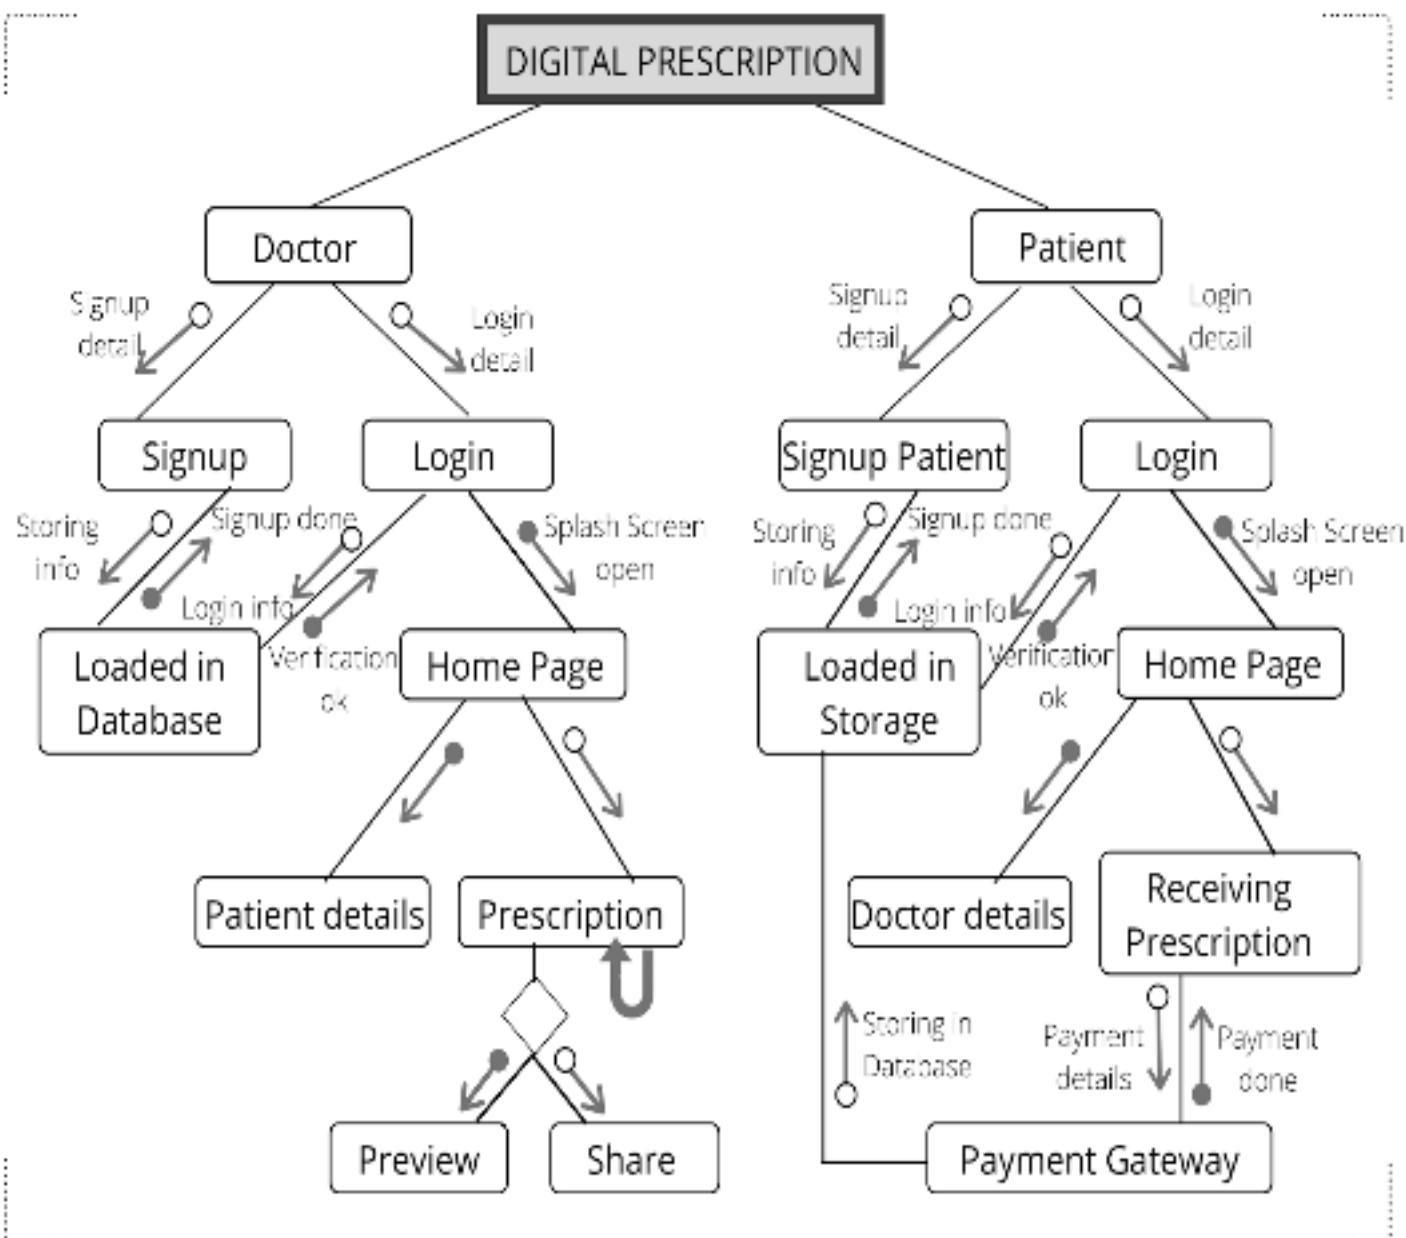 DIGITAL PRESCRIPTION
Doctor
Patient
Signup
detail
Login
detail
Signup
detail
Login
detail
Signup
Login
Signup Patient
Login
Storing
info
Signup done
Splash Screen
open
Login info
Verification
ok
Storing
info
Signup done
Splash Screen
open
Login info
Verification
ok
Loaded in
Database
Home Page
Loaded in
Storage
Home Page
Patient details
Prescription
Doctor details
Receiving
Prescription
Storing in
Database
Payment
details
Payment
done
Preview
Share
Payment Gateway